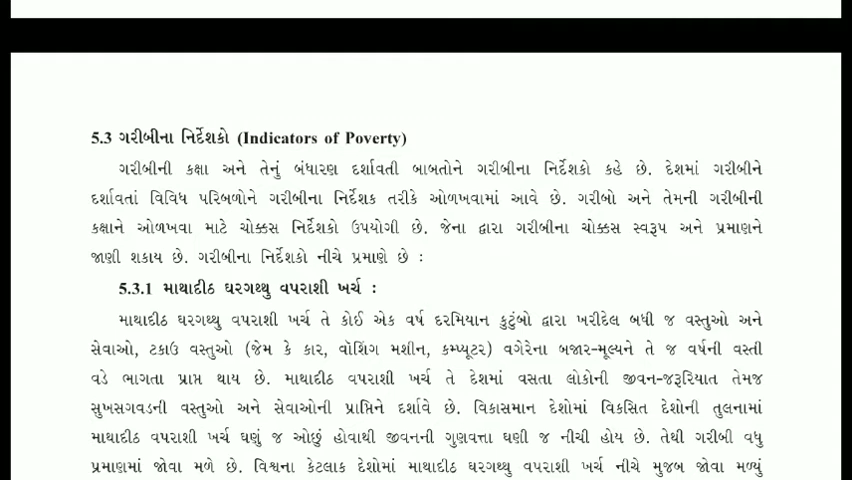 5.3 ગરીબીના નિર્દેશકો (Indicators of Poverty)
ગરીબીની કક્ષા અને તેનું બંધારણ દર્શાવતી બાબતોને ગરીબીના નિર્દેશકો કહે છે. દેશમાં ગરીબીને
દર્શાવતાં વિવિધ પરિબળોને ગરીબીના નિર્દેશક તરીકે ઓળખવામાં આવે છે. ગરીબો અને તેમની ગરીબીની
કક્ષાને ઓળખવા માટે ચોક્કસ નિર્દેશકો ઉપયોગી છે. જેના દ્વારા ગરીબીના ચોક્કસ સ્વરૂપ અને પ્રમાણને
જાણી શકાય છે. ગરીબીના નિર્દેશકો નીચે પ્રમાણે છે :
5.3.1 માથાદીઠ ઘરગથ્થુ વપરાશી ખર્ચ :
માથાદીઠ ઘરગથ્થુ વપરાશી ખર્ચ તે કોઈ એક વર્ષ દરમિયાન કુટુંબો દ્વારા ખરીદેલ બધી જ વસ્તુઓ અને
સેવાઓ, ટકાઉ વસ્તુઓ (જેમ કે કાર, વૉશિંગ મશીન, કમ્પ્યૂટર) વગેરેના બજાર-મૂલ્યને તે જ વર્ષની વસ્તી
વડે ભાગતા પ્રાપ્ત થાય છે. માથાદીઠ વપરાશી ખર્ચ તે દેશમાં વસતા લોકોની જીવન-જરૂરિયાત તેમજ
સુખસગવડની વસ્તુઓ અને સેવાઓની પ્રાપ્તિને દર્શાવે છે. વિકાસમાન દેશોમાં વિકસિત દેશોની તુલનામાં
માથાદીઠ વપરાશી ખર્ચ ઘણું જ ઓછું હોવાથી જીવનની ગુણવત્તા ઘણી જ નીચી હોય છે. તેથી ગરીબી વધુ
પ્રમાણમાં જોવા મળે છે. વિશ્વના કેટલાક દેશોમાં માથાદીઠ ઘરગથ્થુ વપરાશી ખર્ચ નીચે મુજબ જોવા મળ્યું